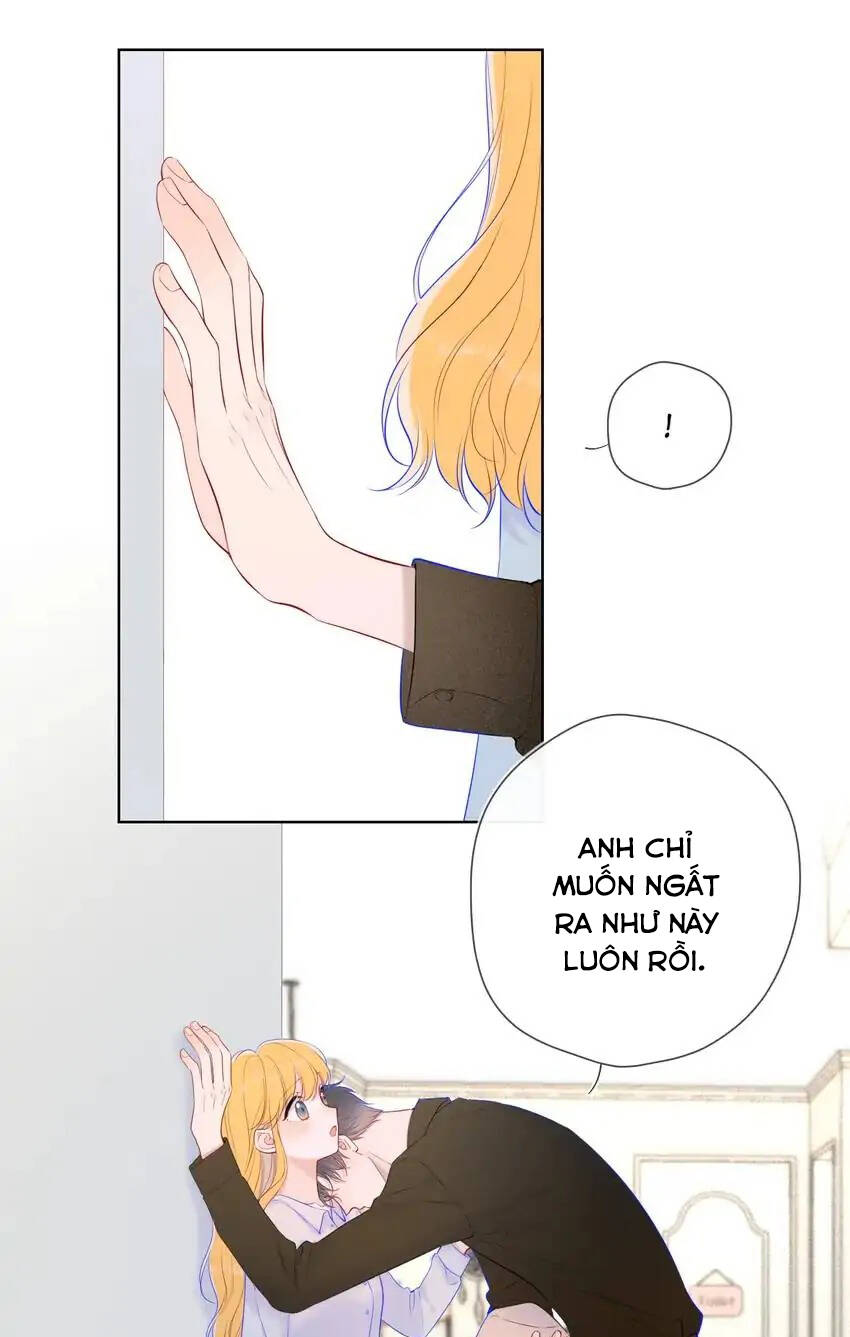 !
ANH CHỈ
MUỐN NGẤT
RA NHƯ NÀY
LUÔN RỒI.